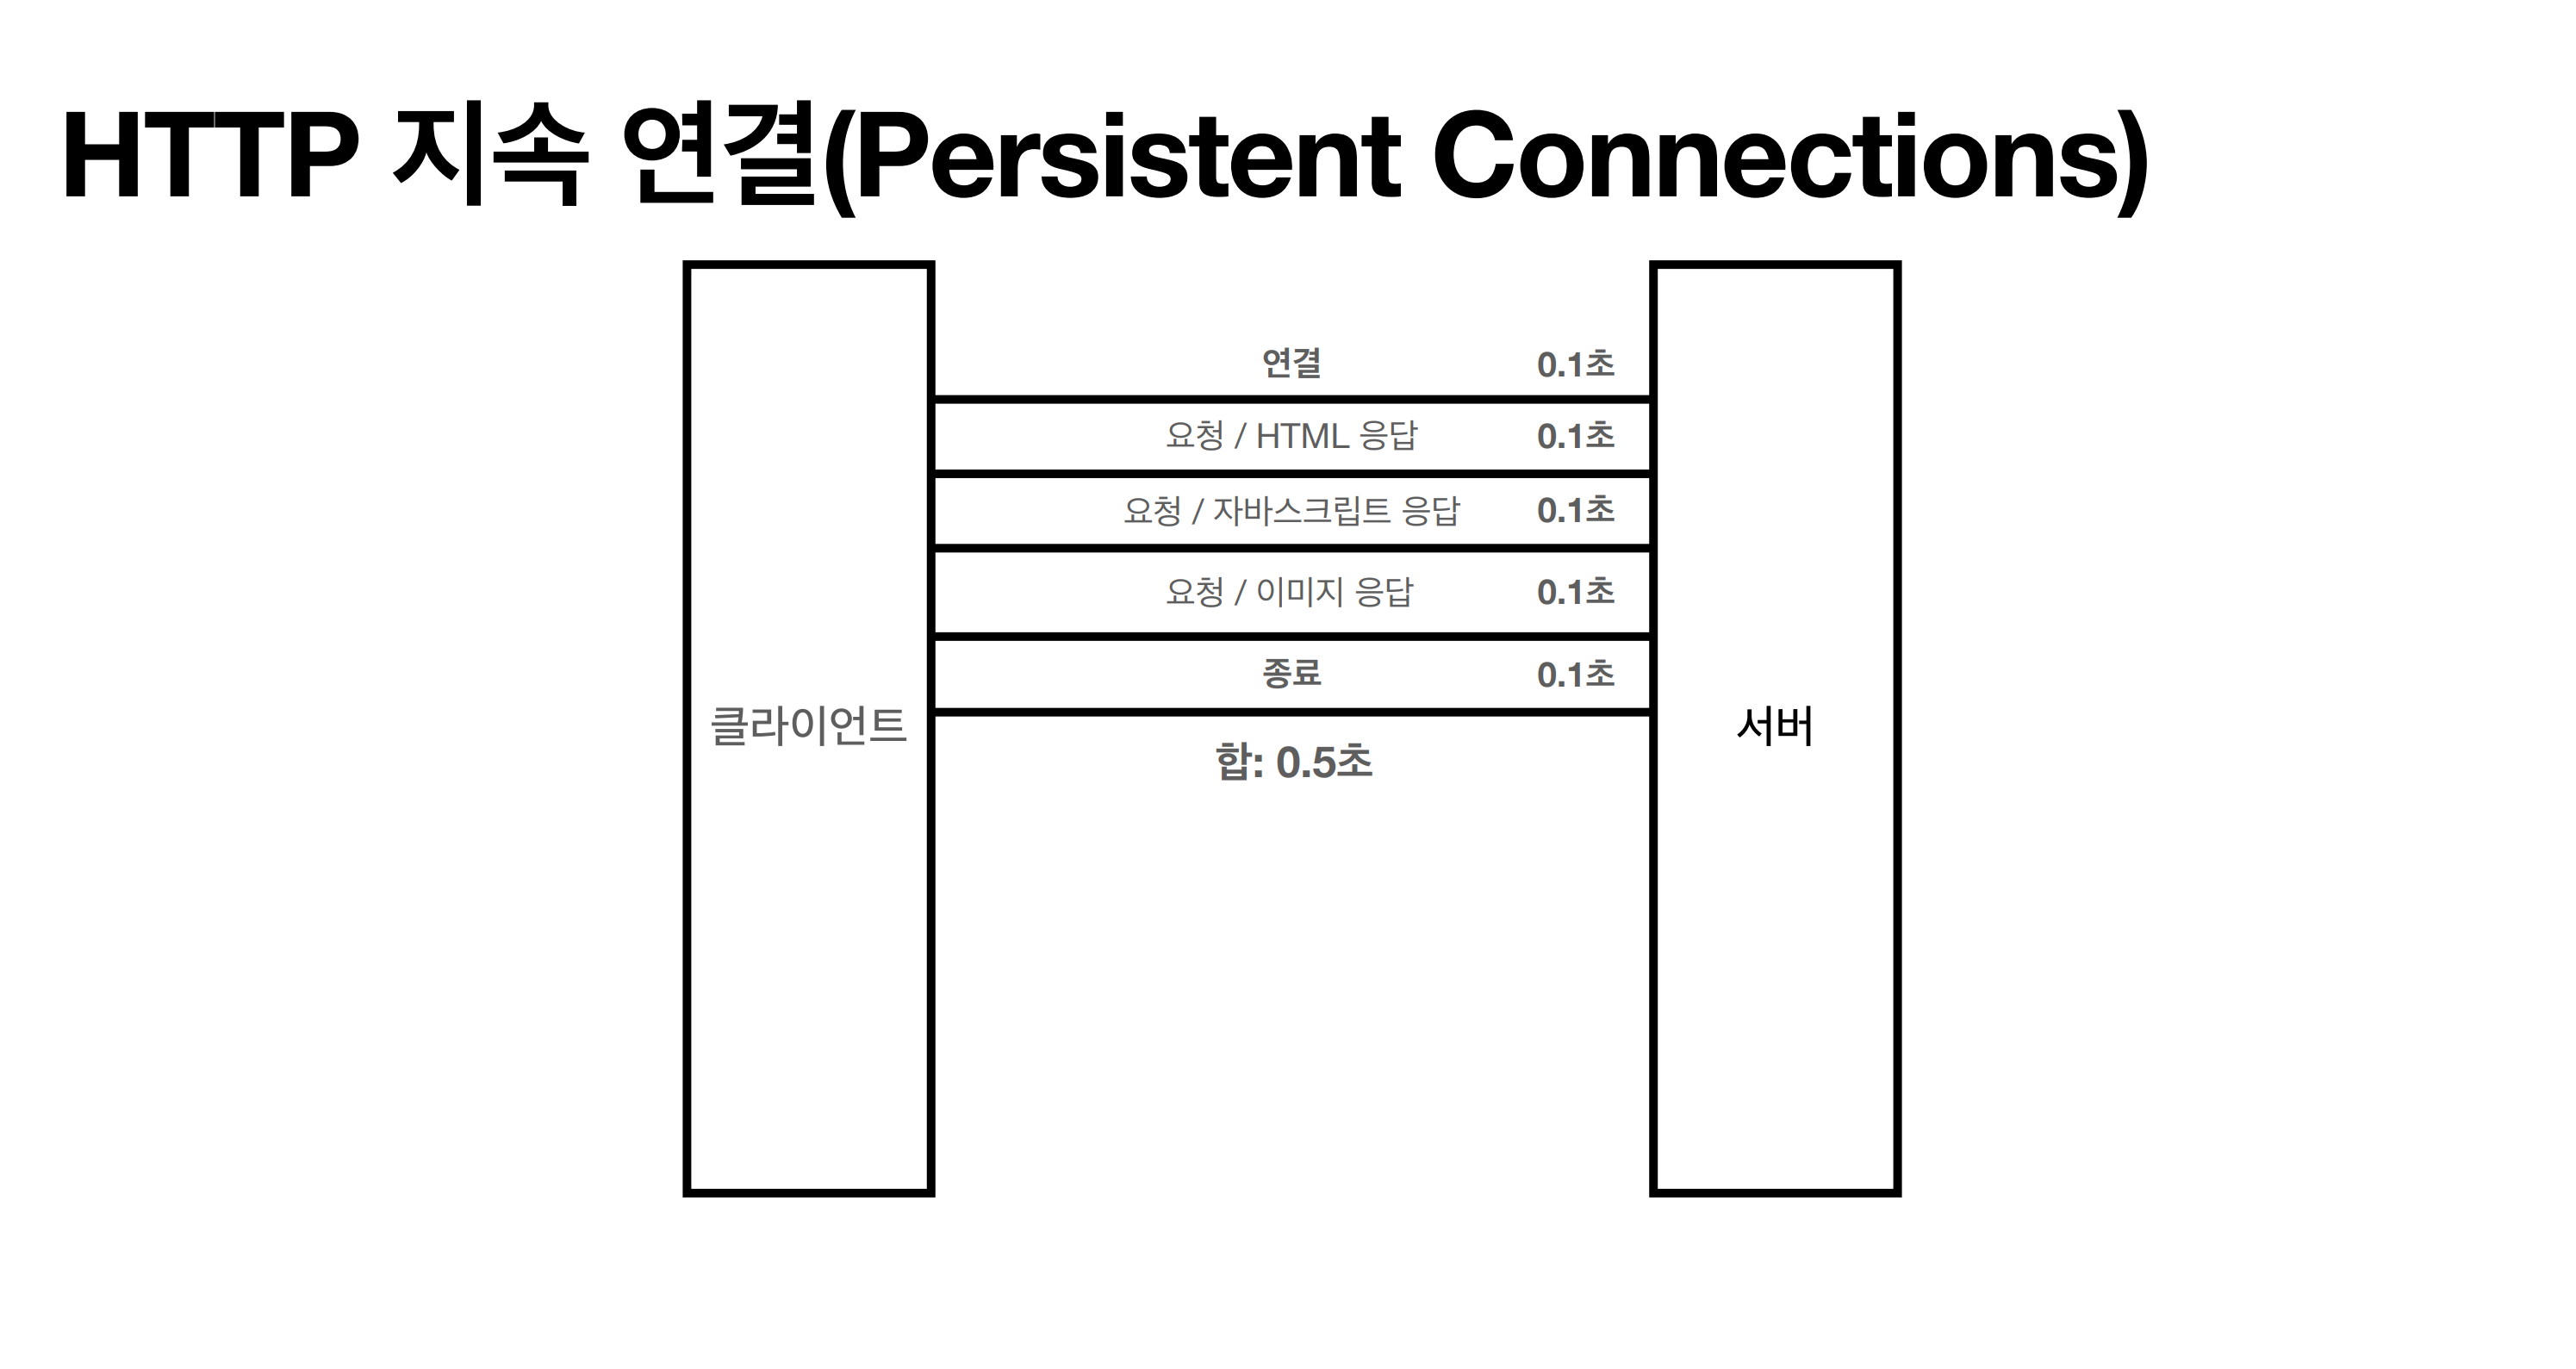 HTTP 지속 연결(Persistent Connections)
연결 0.1초
요청 / HTML 응답 0.1초
요청 / 자바스크립트 응답 0.1초
요청 / 이미지 응답 0.1초
종료 0.1초
클라이언트
서버
합: 0.5초